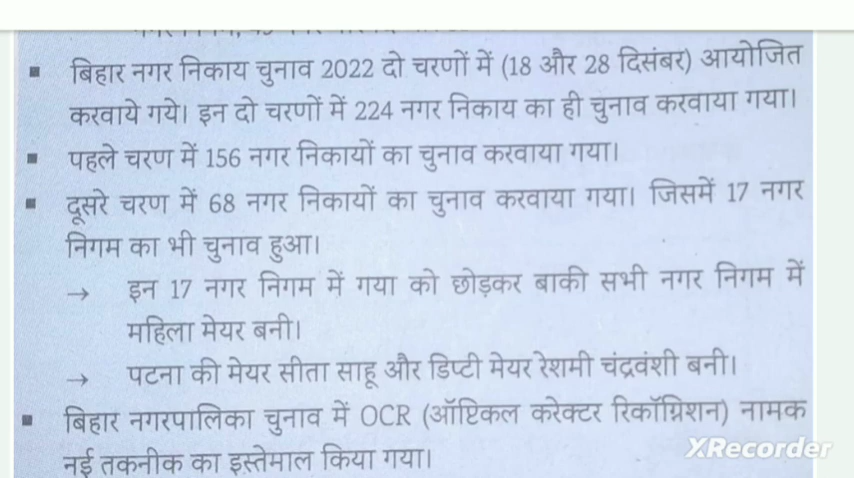 बिहार नगर निकाय चुनाव 2022 दो चरणों में (18 और 28 दिसंबर) आयोजित
करवाये गये। इन दो चरणों में 224 नगर निकाय का ही चुनाव करवाया गया।
पहले चरण में 156 नगर निकायों का चुनाव करवाया गया।
दूसरे चरण में 68 नगर निकायों का चुनाव करवाया गया। जिसमें 17 नगर
निगम का भी चुनाव हुआ।
→ इन 17 नगर निगम में गया को छोड़कर बाकी सभी नगर निगम में
महिला मेयर बनी।
→ पटना की मेयर सीता साहू और डिप्टी मेयर रेशमी चंद्रवंशी बनी।
बिहार नगरपालिका चुनाव में OCR (ऑप्टिकल करेक्टर रिकॉग्निशन) नामक
नई तकनीक का इस्तेमाल किया गया।
XRecorder